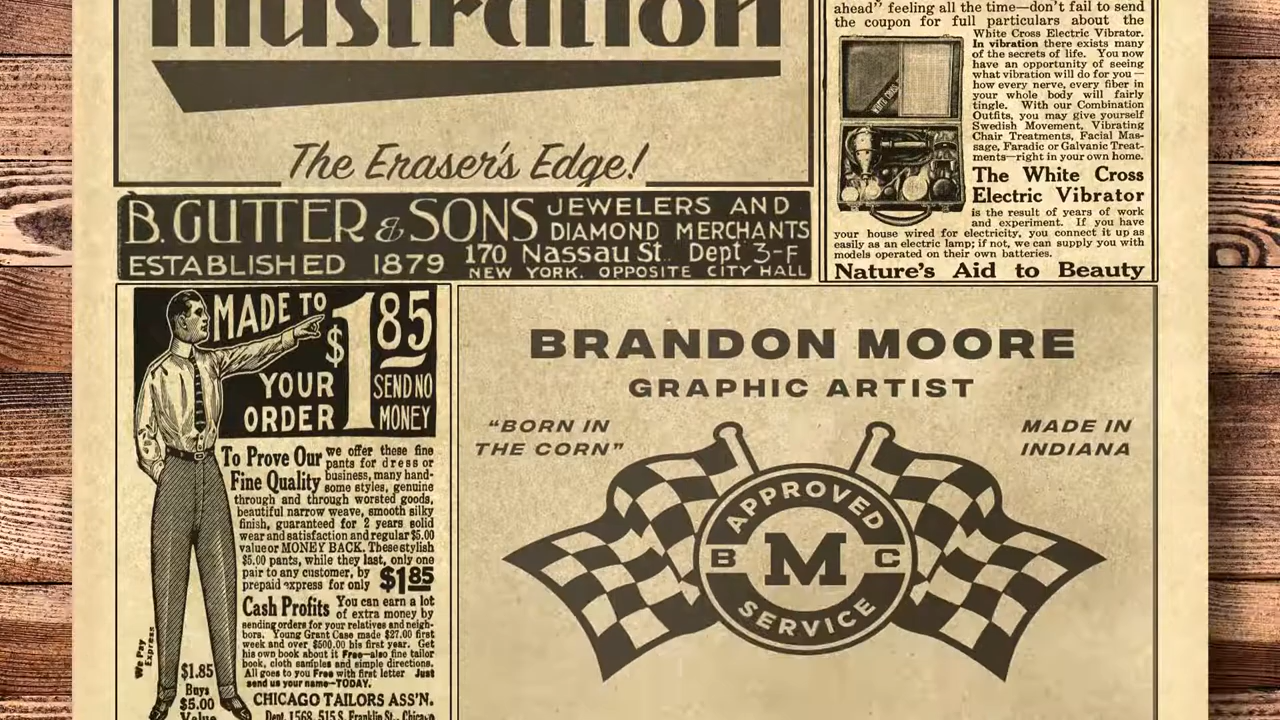 Illustration
The Eraser's Edge!
ahead" feeling all the time—don't fail to send
the coupon for full particulars about the
White Cross Electric Vibrator.
In vibration there exists many
of the secrets of life. You now
have an opportunity of seeing
what vibration will do for you—
how every nerve, every fiber in
your whole body will fairly
tingle. With our Combination
Outfits, you may give yourself
Swedish Movement, Vibrating
Chair Treatments, Facial Mas-
sage, Faradic or Galvanic Treat-
ments—right in your own home.
WHITE CROSS
The White Cross
Electric Vibrator
is the result of years of work
and experiment. If you have
your house wired for electricity, you connect it up as
easily as an electric lamp; if not, we can supply you with
models operated on their own batteries.
Nature's Aid to Beauty
B. GUTTER & SONS
ESTABLISHED 1879
JEWELERS AND
DIAMOND MERCHANTS
170 Nassau St. Dept 3-F
NEW YORK. OPPOSITE CITY HALL
MADE TO
YOUR
ORDER
$185
SEND NO
MONEY
To Prove Our
Fine Quality
we offer these fine
pants for dress or
business, many hand-
some styles, genuine
through and through worsted goods,
beautiful narrow weave, smooth silky
finish, guaranteed for 2 years solid
wear and satisfaction and regular $5.00
value or MONEY BACK. These stylish
$5.00 pants, while they last, only one
pair to any customer, by
prepaid express for only $185
Cash Profits You can earn a lot
of extra money by
sending orders for your relatives and neigh-
bors. Young Grant Case made $27.00 first
week and over $500.00 his first year. Get
his own book about it Free—also fine tailor
book, cloth samples and simple directions.
All goes to you Free with first letter Just
send us your name—TODAY.
CHICAGO TAILORS ASS'N.
Dept. 1568, 515 S. Franklin St., Chicago
We Pay
Express
$1.85
Buys
$5.00
Value
BRANDON MOORE
GRAPHIC ARTIST
"BORN IN
THE CORN"
MADE IN
INDIANA
APPROVED
B M C
SERVICE